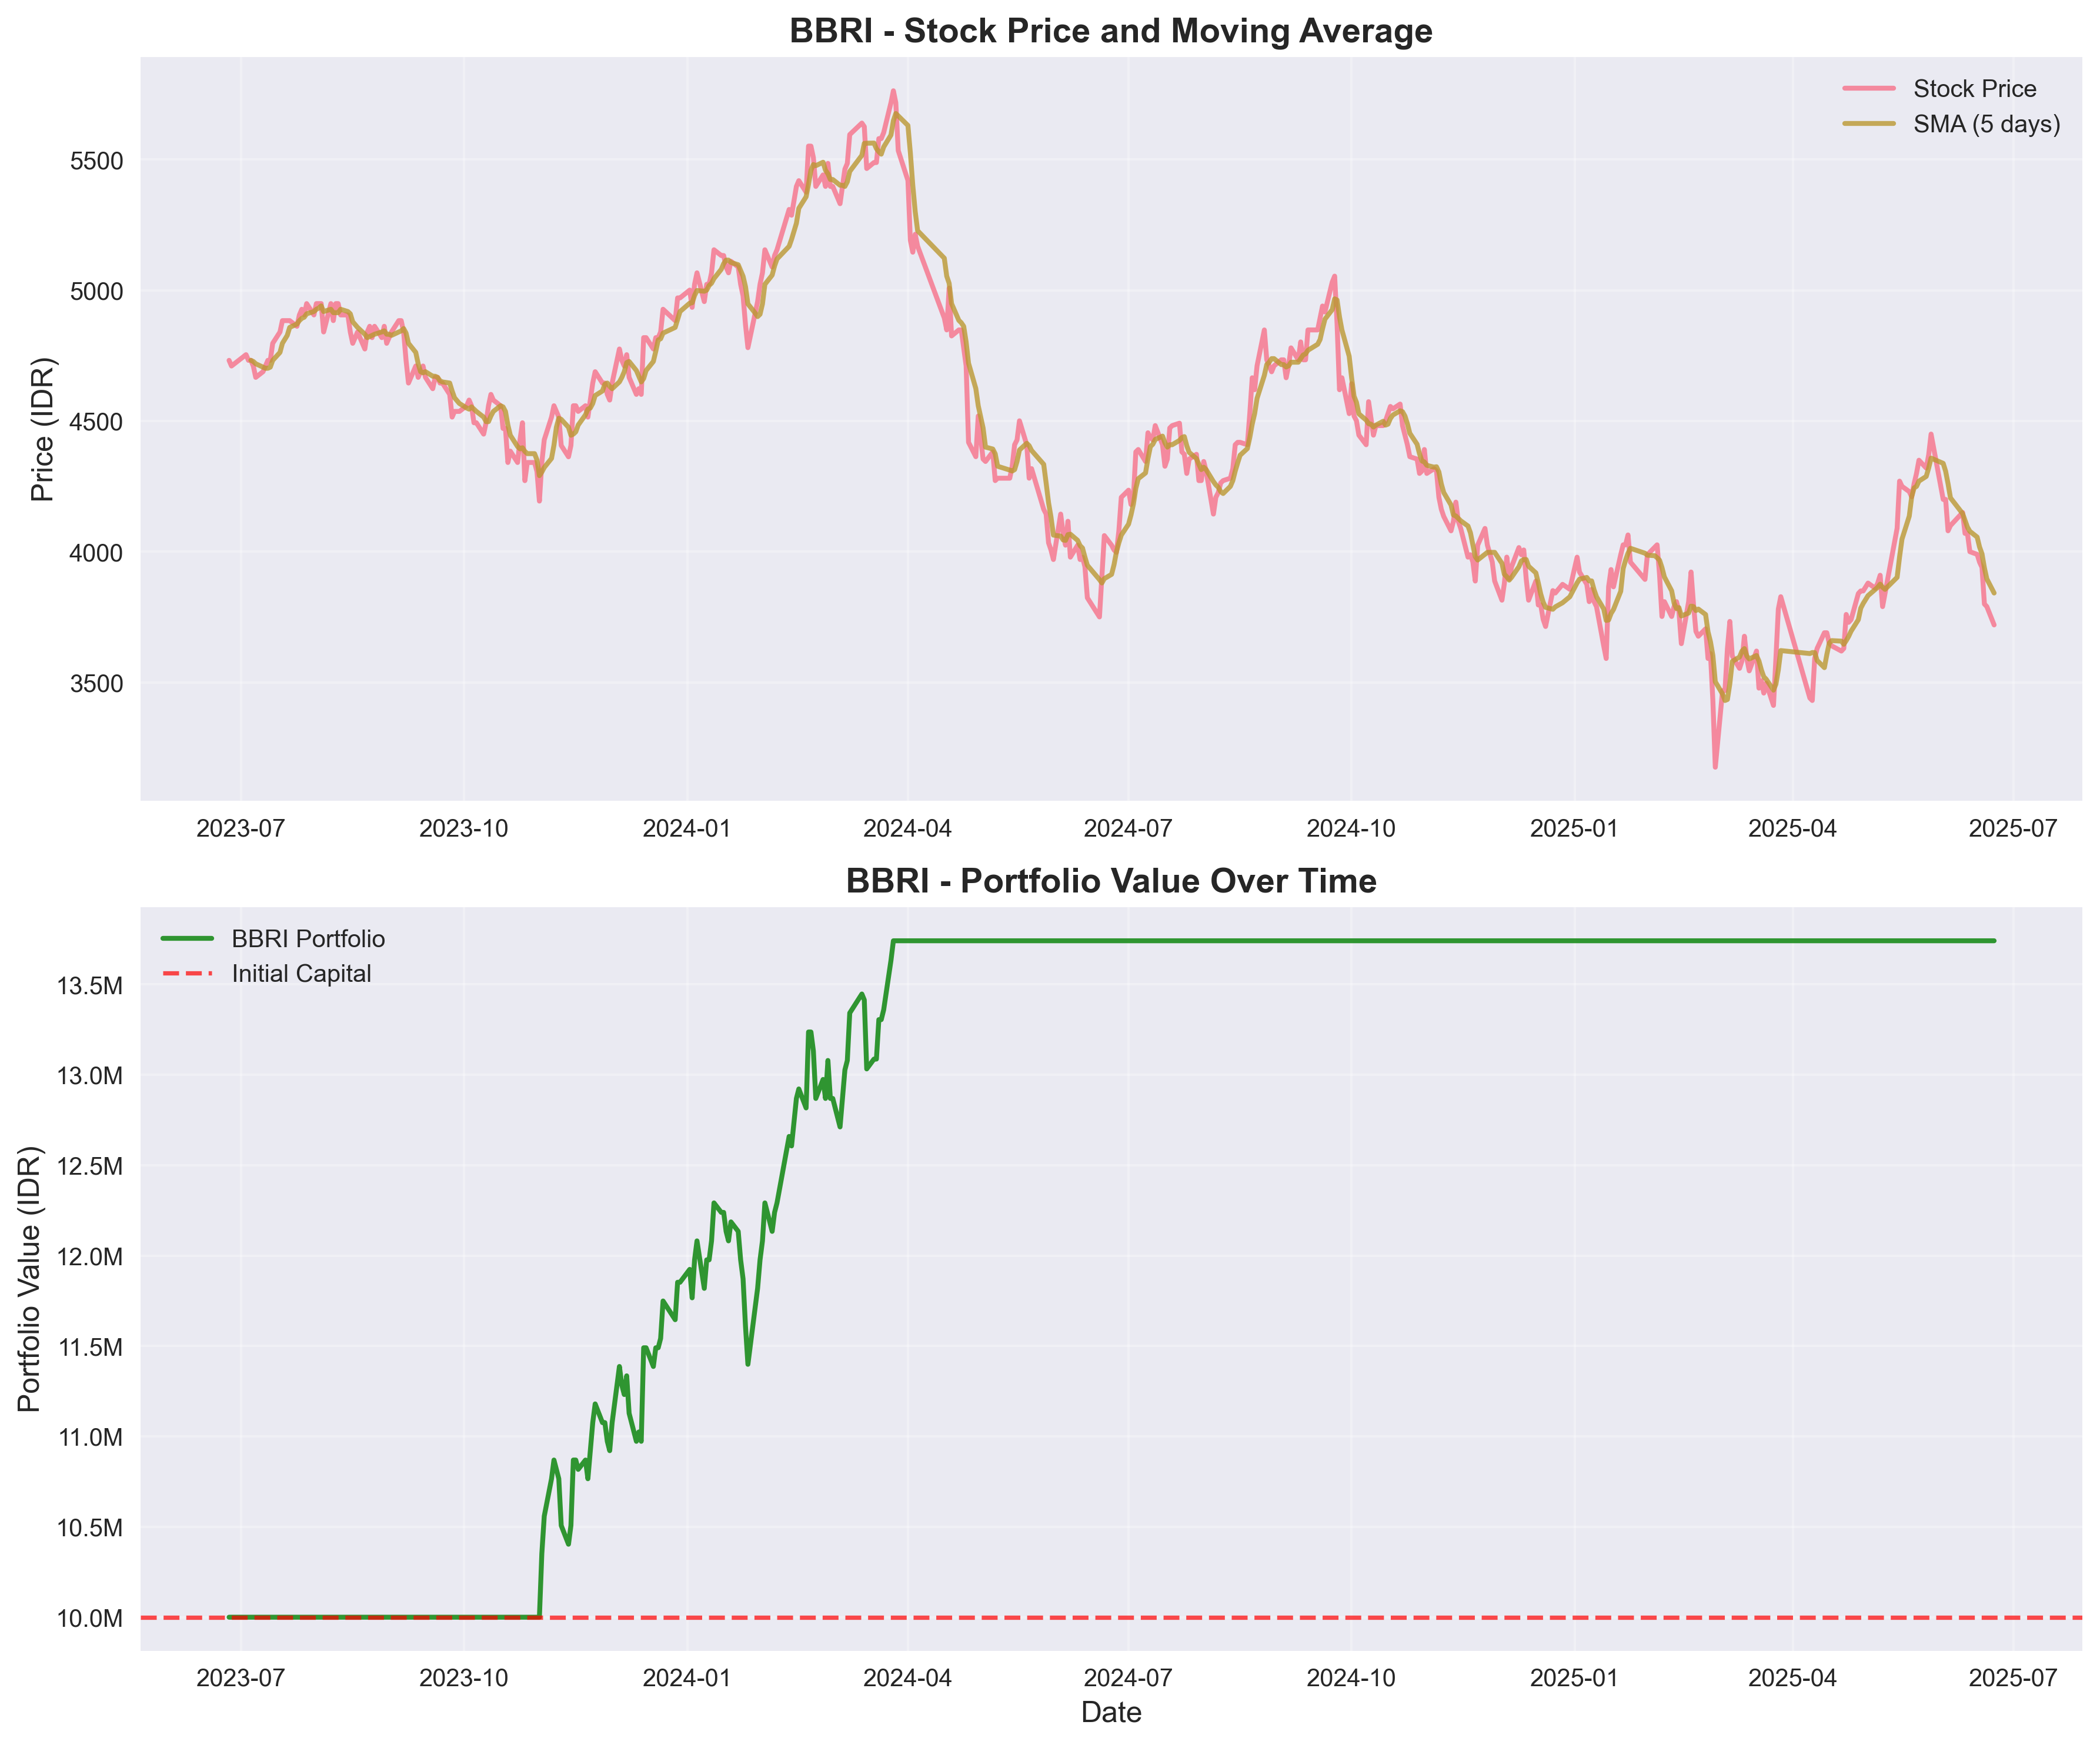 BBRI - Stock Price and Moving Average
Stock Price
SMA (5 days)
Price (IDR)
5500
5000
4500
4000
3500
2023-07 2023-10 2024-01 2024-04 2024-07 2024-10 2025-01 2025-04 2025-07
BBRI - Portfolio Value Over Time
BBRI Portfolio
Initial Capital
Portfolio Value (IDR)
13.5M
13.0M
12.5M
12.0M
11.5M
11.0M
10.5M
10.0M
2023-07 2023-10 2024-01 2024-04 2024-07 2024-10 2025-01 2025-04 2025-07
Date